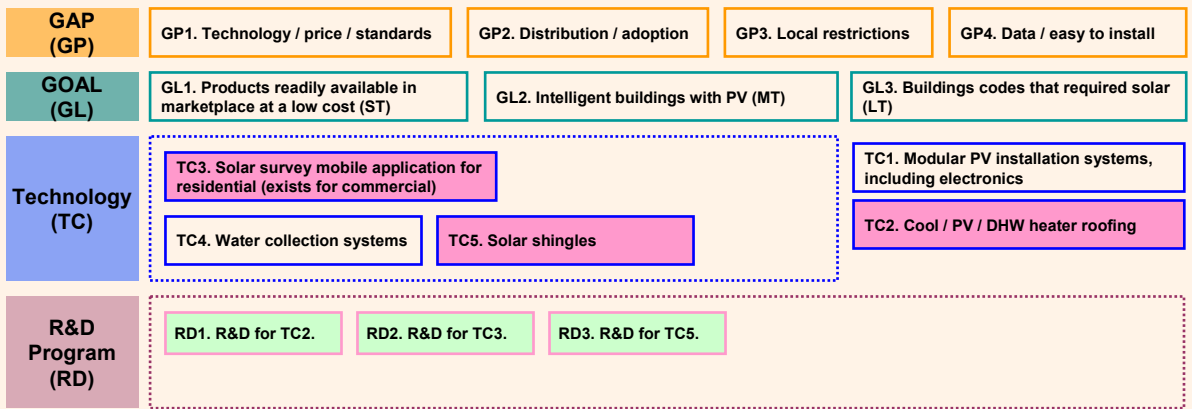 GAP
(GP)
GP1. Technology / price / standards
GP2. Distribution / adoption
GP3. Local restrictions
GP4. Data / easy to install
GOAL
(GL)
GL1. Products readily available in
marketplace at a low cost (ST)
GL2. Intelligent buildings with PV (MT)
GL3. Buildings codes that required solar
(LT)
Technology
(TC)
TC3. Solar survey mobile application for
residential (exists for commercial)
TC4. Water collection systems
TC5. Solar shingles
TC1. Modular PV installation systems,
including electronics
TC2. Cool / PV / DHW heater roofing
R&D
Program
(RD)
RD1. R&D for TC2.
RD2. R&D for TC3.
RD3. R&D for TC5.